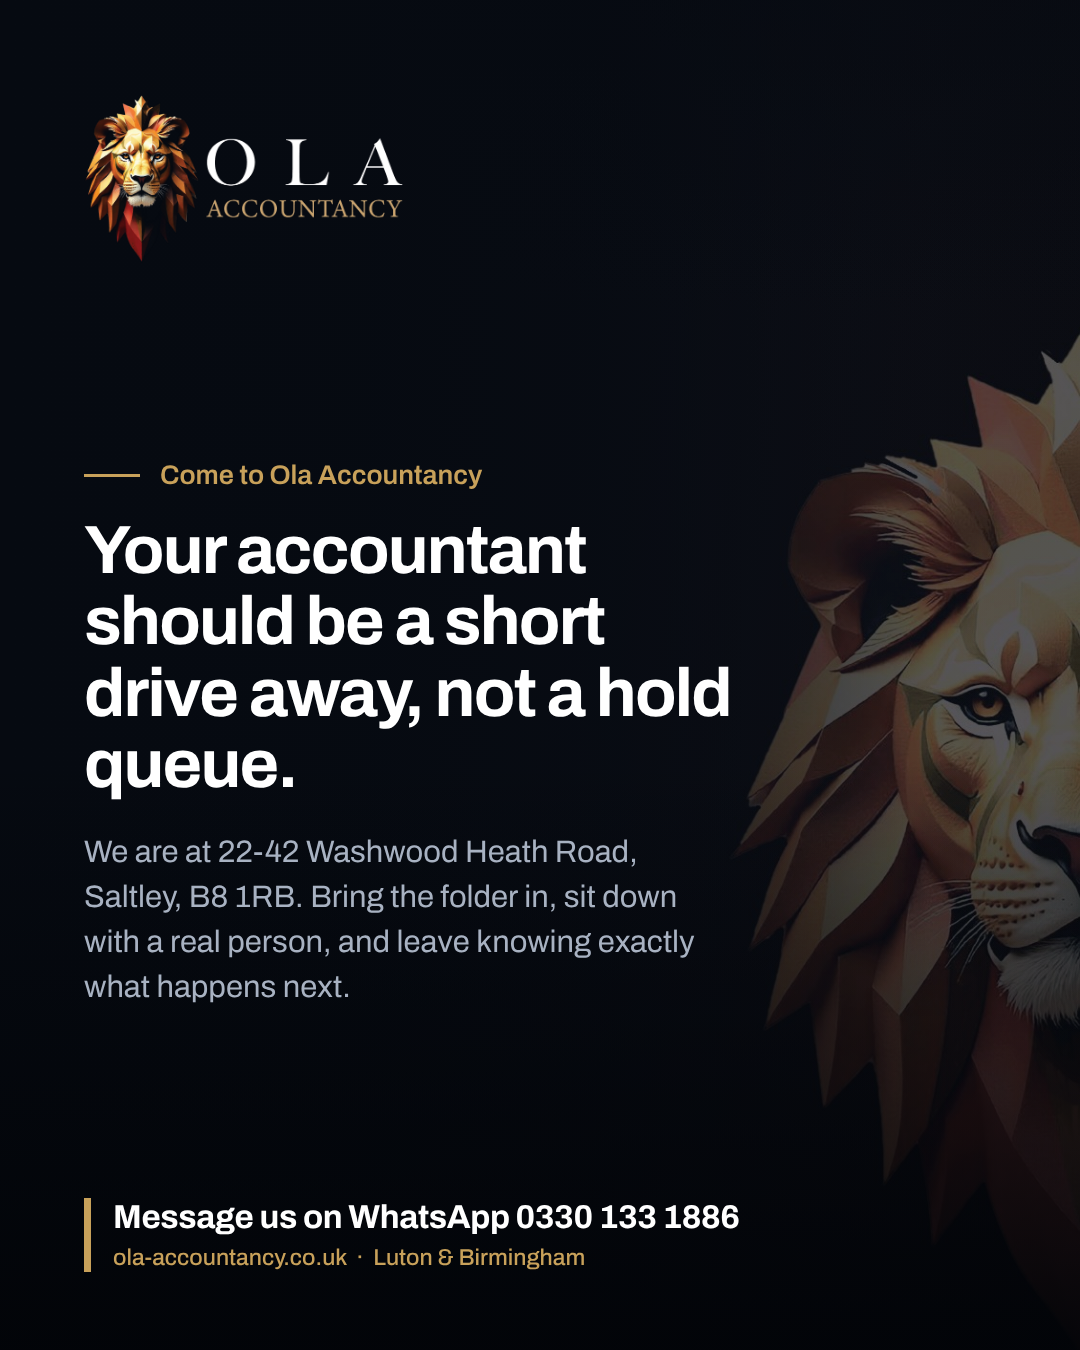 OLA
ACCOUNTANCY
Come to Ola Accountancy
Your accountant
should be a short
drive away, not a hold
queue.
We are at 22-42 Washwood Heath Road,
Saltley, B8 1RB. Bring the folder in, sit down
with a real person, and leave knowing exactly
what happens next.
Message us on WhatsApp 0330 133 1886
ola-accountancy.co.uk · Luton & Birmingham